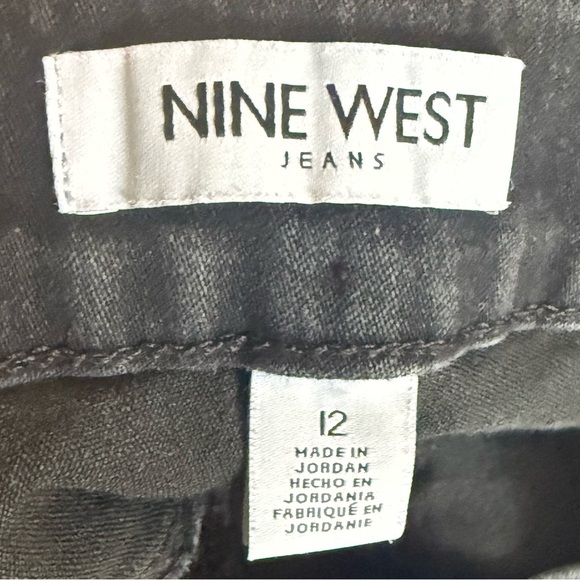 NINE WEST
JEANS
12
MADE IN
JORDAN
HECHO EN
JORDANIA
FABRIQUÉ EN
JORDANIE